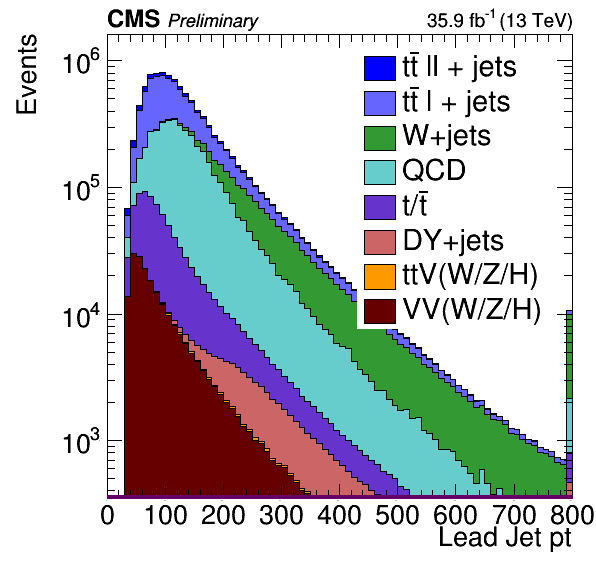 CMS Preliminary 35.9 fb⁻¹ (13 TeV)
Events
10⁶
10⁵
10⁴
10³
tt̄ ll + jets
tt̄ l + jets
W+jets
QCD
t/t̄
DY+jets
ttV(W/Z/H)
VV(W/Z/H)
0 100 200 300 400 500 600 700 800
Lead Jet pt